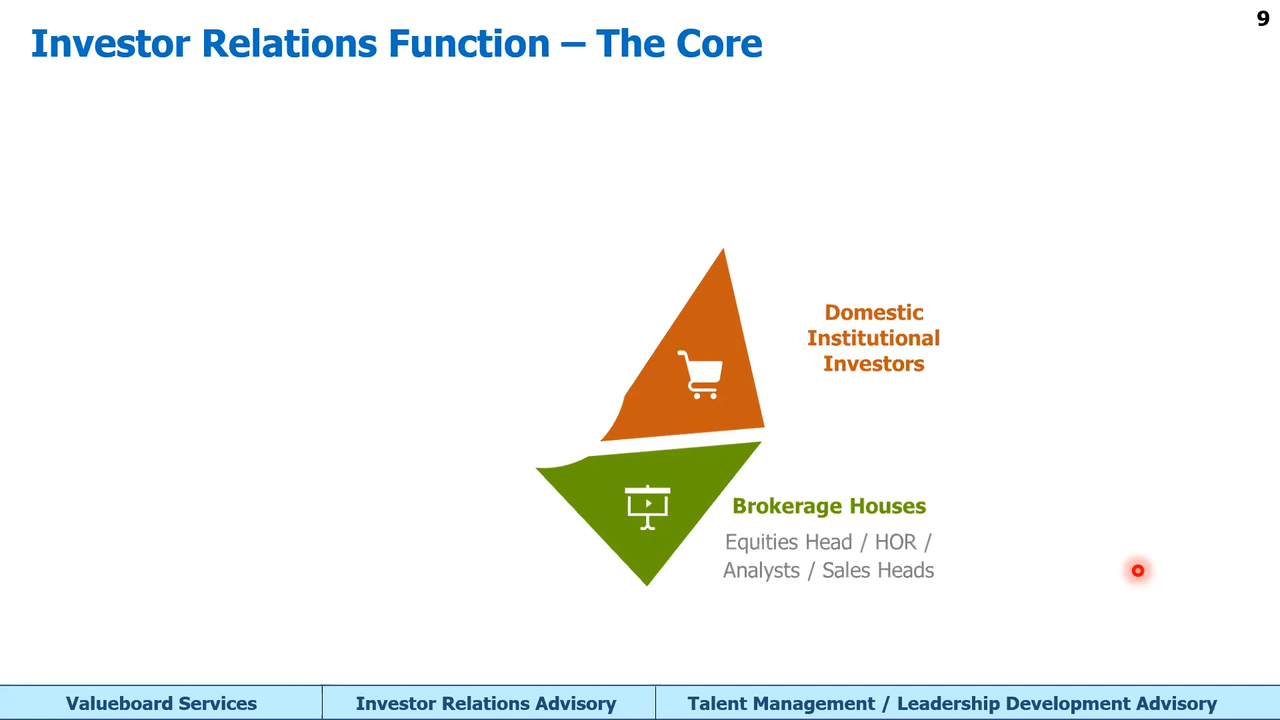 9
Investor Relations Function – The Core
Domestic
Institutional
Investors
Brokerage Houses
Equities Head / HOR /
Analysts / Sales Heads
Valueboard Services
Investor Relations Advisory
Talent Management / Leadership Development Advisory